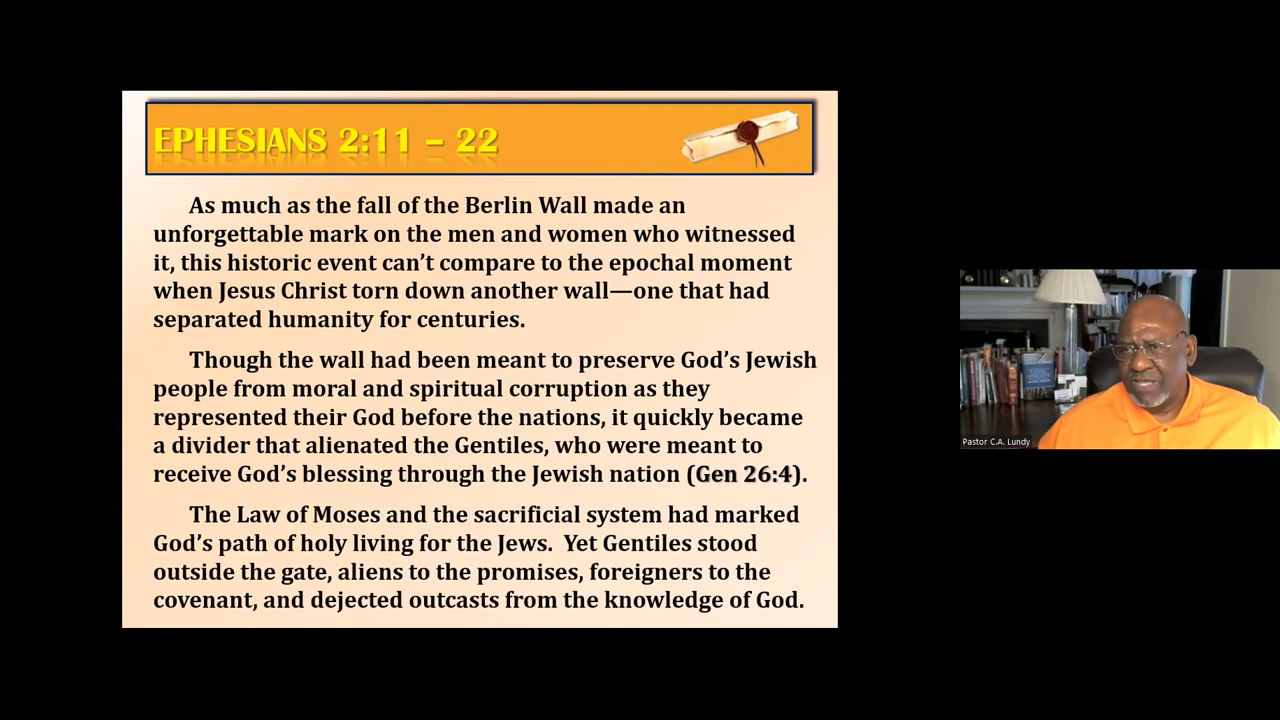 EPHESIANS 2:11 – 22
As much as the fall of the Berlin Wall made an
unforgettable mark on the men and women who witnessed
it, this historic event can’t compare to the epochal moment
when Jesus Christ torn down another wall—one that had
separated humanity for centuries.
Though the wall had been meant to preserve God’s Jewish
people from moral and spiritual corruption as they
represented their God before the nations, it quickly became
a divider that alienated the Gentiles, who were meant to
receive God’s blessing through the Jewish nation (Gen 26:4).
The Law of Moses and the sacrificial system had marked
God’s path of holy living for the Jews.  Yet Gentiles stood
outside the gate, aliens to the promises, foreigners to the
covenant, and dejected outcasts from the knowledge of God.
Pastor C.A. Lundy